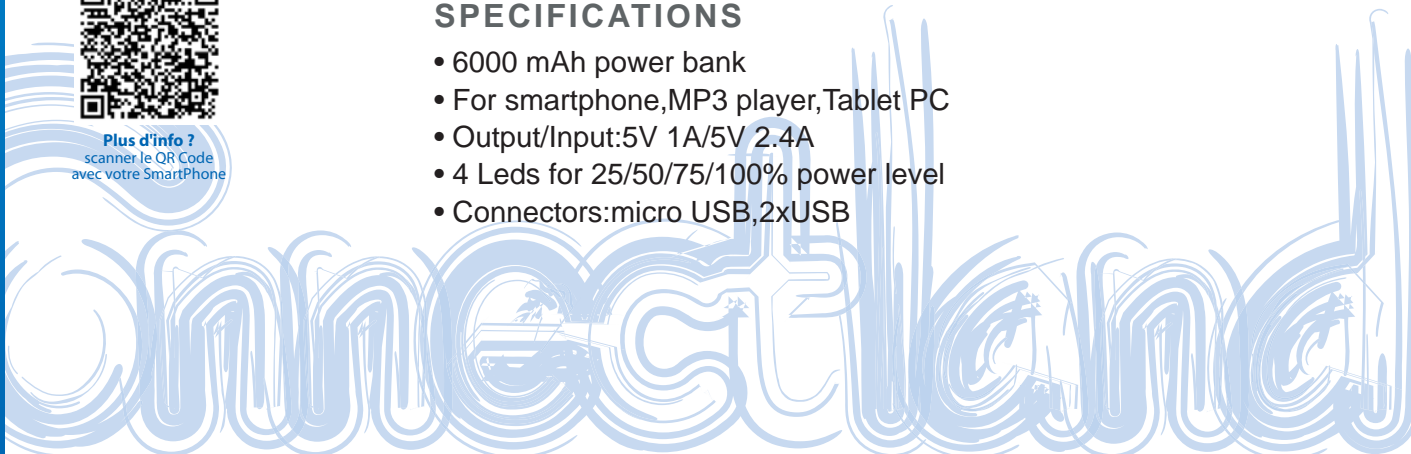 SPECIFICATIONS
• 6000 mAh power bank
• For smartphone,MP3 player,Tablet PC
• Output/Input:5V 1A/5V 2.4A
• 4 Leds for 25/50/75/100% power level
• Connectors:micro USB,2xUSB
Plus d'info ?
scanner le QR Code
avec votre SmartPhone
onnectland